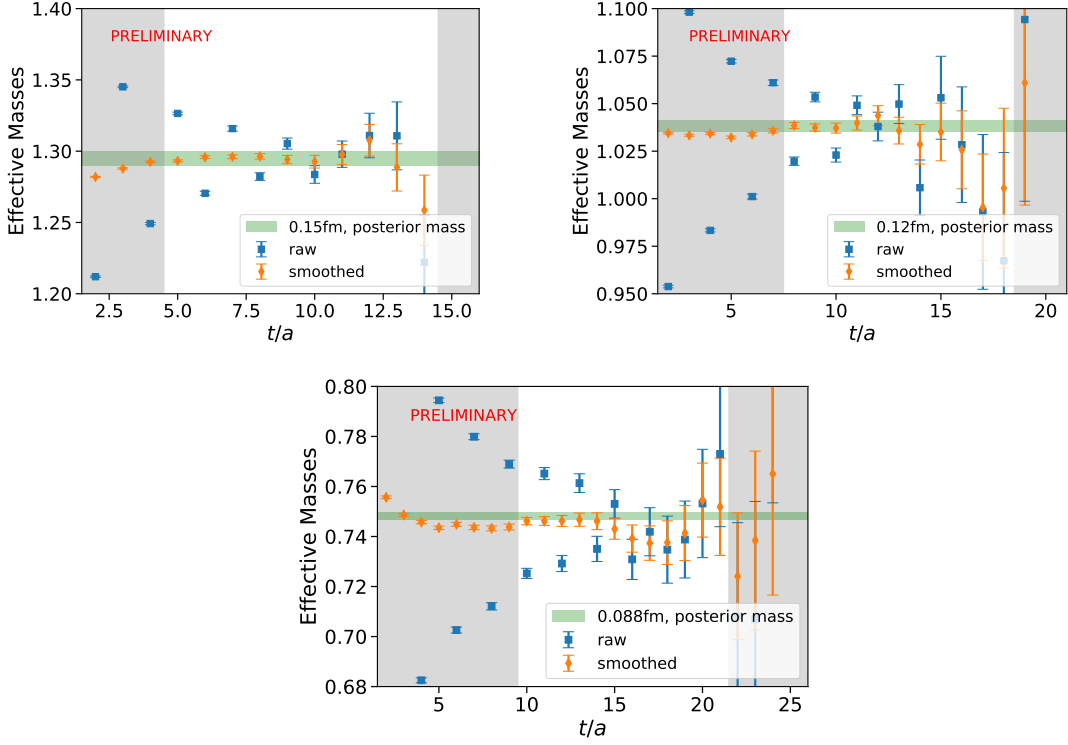 1.40
1.35
1.30
1.25
1.20
Effective Masses
PRELIMINARY
0.15fm, posterior mass
raw
smoothed
2.5 5.0 7.5 10.0 12.5 15.0
t/a
1.100
1.075
1.050
1.025
1.000
0.975
0.950
Effective Masses
PRELIMINARY
0.12fm, posterior mass
raw
smoothed
5 10 15 20
t/a
0.80
0.78
0.76
0.74
0.72
0.70
0.68
Effective Masses
PRELIMINARY
0.088fm, posterior mass
raw
smoothed
5 10 15 20 25
t/a